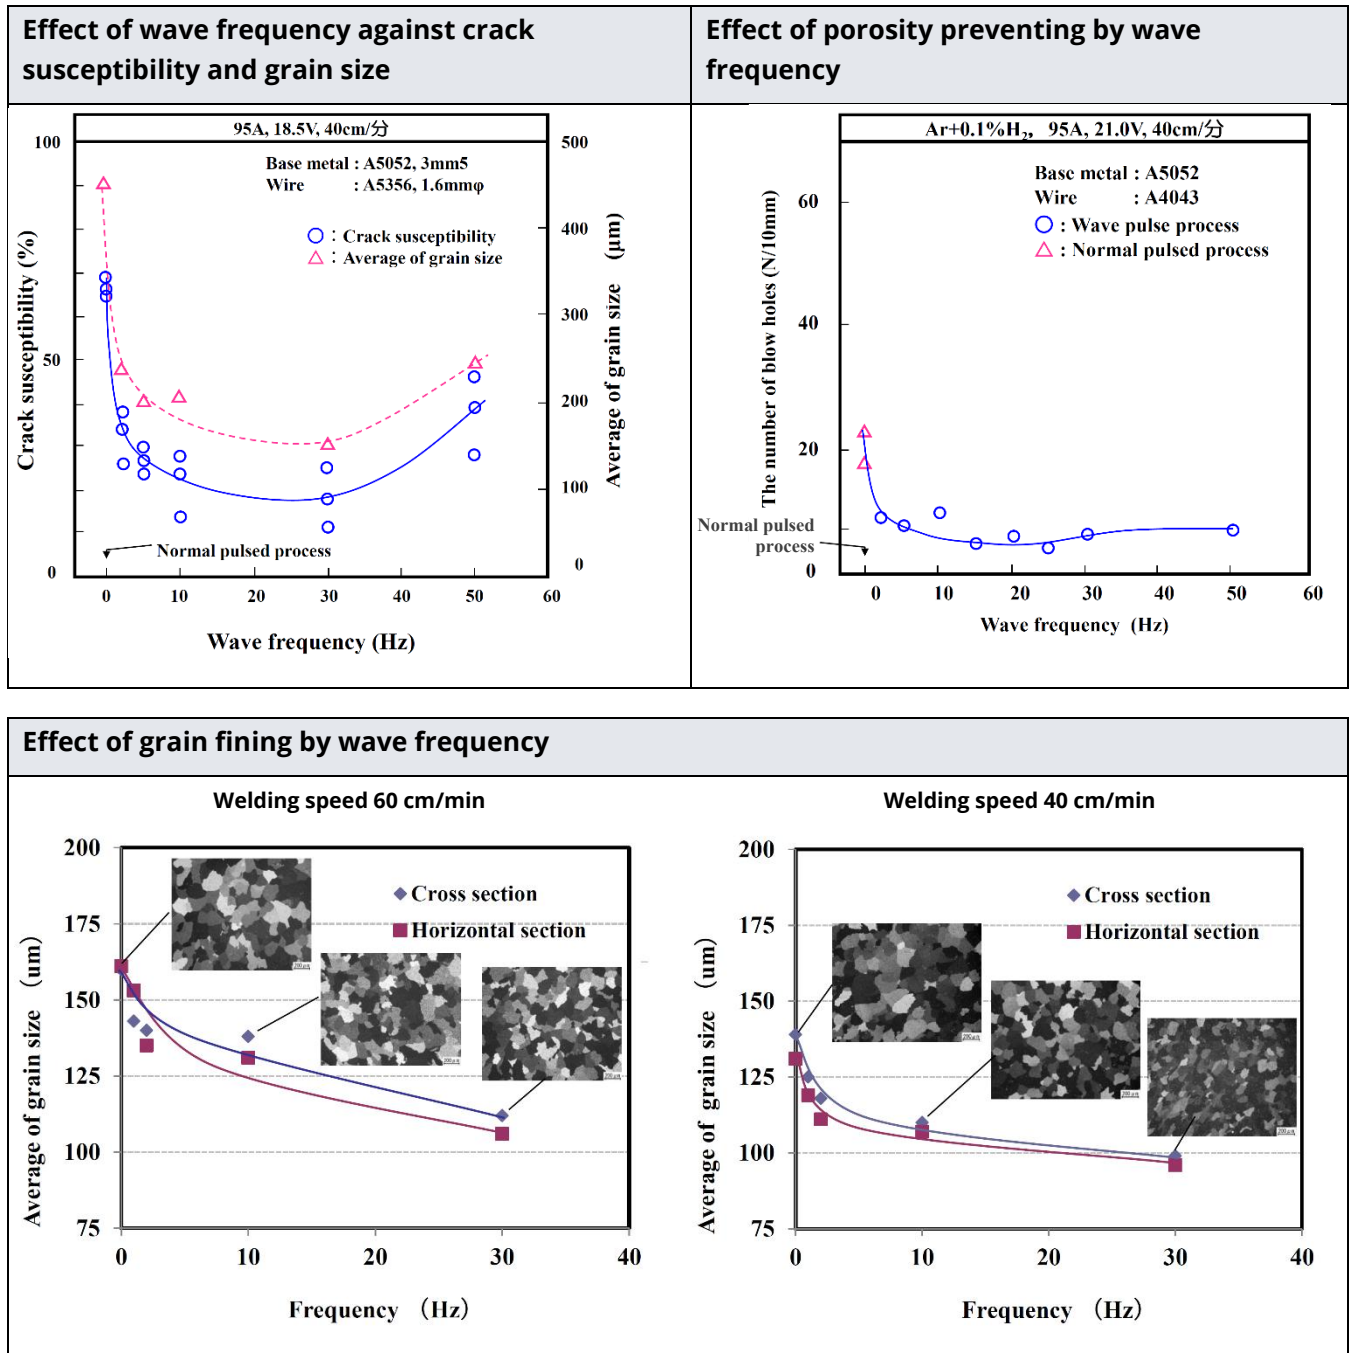 Effect of wave frequency against crack
susceptibility and grain size
95A, 18.5V, 40cm/分
100
500
Base metal : A5052, 3mm5
Wire : A5356, 1.6mmφ
○ : Crack susceptibility
△ : Average of grain size
400
300
50
200
100
0
0
Normal pulsed process
Crack susceptibility (%)
Average of grain size (μm)
0 10 20 30 40 50 60
Wave frequency (Hz)
Effect of porosity preventing by wave
frequency
Ar+0.1%H₂, 95A, 21.0V, 40cm/分
Base metal : A5052
Wire : A4043
○ : Wave pulse process
△ : Normal pulsed process
60
40
20
0
The number of blow holes (N/10mm)
Normal pulsed
process
0 10 20 30 40 50 60
Wave frequency (Hz)
Effect of grain fining by wave frequency
Welding speed 60 cm/min
200
175
150
125
100
75
Average of grain size （um）
Cross section
Horizontal section
200μm
200μm
200μm
0 10 20 30 40
Frequency （Hz）
Welding speed 40 cm/min
200
175
150
125
100
75
Average of grain size （um）
Cross section
Horizontal section
200μm
200μm
200μm
0 10 20 30 40
Frequency （Hz）